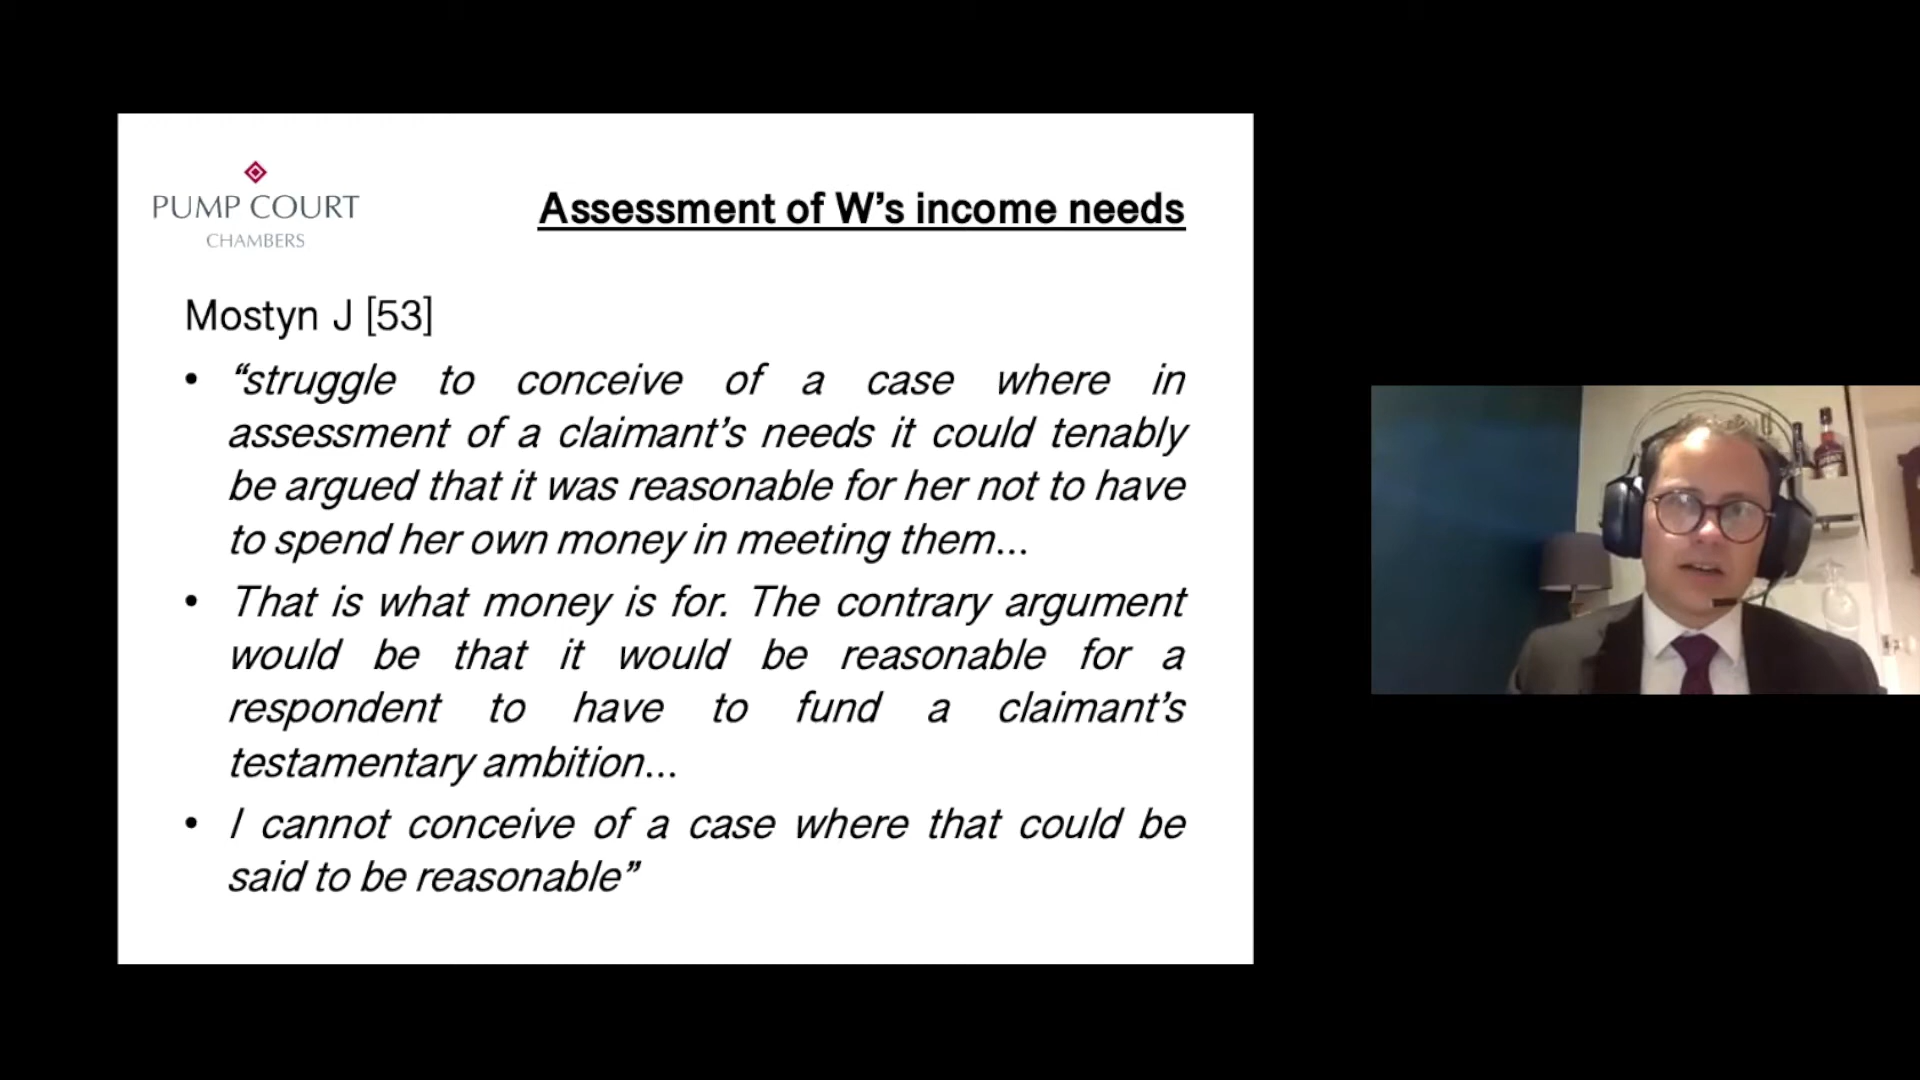 PUMP COURT
CHAMBERS
Assessment of W’s income needs
Mostyn J [53]
• “struggle to conceive of a case where in
assessment of a claimant’s needs it could tenably
be argued that it was reasonable for her not to have
to spend her own money in meeting them...
• That is what money is for. The contrary argument
would be that it would be reasonable for a
respondent to have to fund a claimant’s
testamentary ambition...
• I cannot conceive of a case where that could be
said to be reasonable”